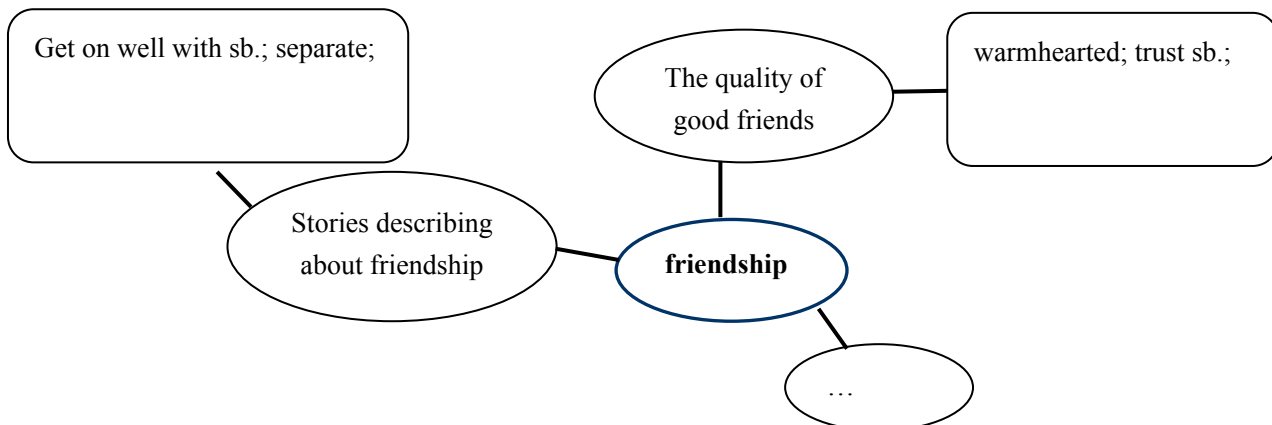 Get on well with sb.; separate;
The quality of
good friends
warmhearted; trust sb.;
Stories describing
about friendship
friendship
…